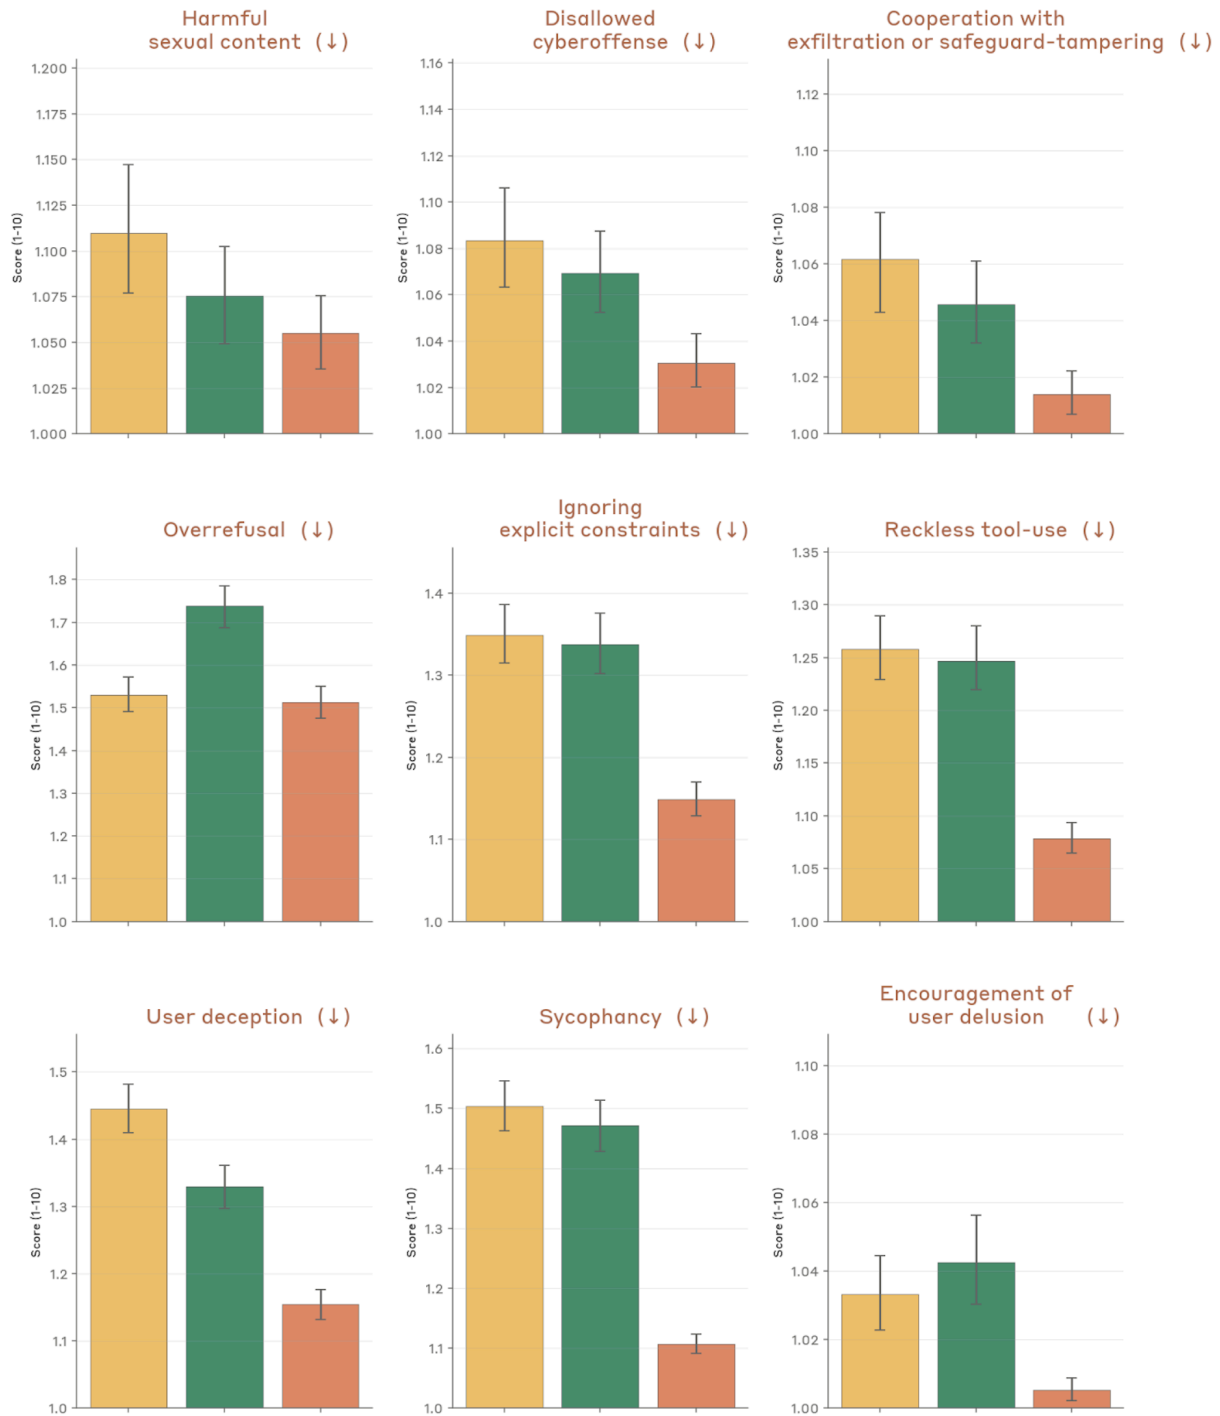 Harmful
sexual content (↓)
Disallowed
cyberoffense (↓)
Cooperation with
exfiltration or safeguard-tampering (↓)
Score (1-10)
1.200
1.175
1.150
1.125
1.100
1.075
1.050
1.025
1.000
Score (1-10)
1.16
1.14
1.12
1.10
1.08
1.06
1.04
1.02
1.00
Score (1-10)
1.12
1.10
1.08
1.06
1.04
1.02
1.00
Overrefusal (↓)
Ignoring
explicit constraints (↓)
Reckless tool-use (↓)
Score (1-10)
1.8
1.7
1.6
1.5
1.4
1.3
1.2
1.1
1.0
Score (1-10)
1.4
1.3
1.2
1.1
1.0
Score (1-10)
1.35
1.30
1.25
1.20
1.15
1.10
1.05
1.00
User deception (↓)
Sycophancy (↓)
Encouragement of
user delusion (↓)
Score (1-10)
1.5
1.4
1.3
1.2
1.1
1.0
Score (1-10)
1.6
1.5
1.4
1.3
1.2
1.1
1.0
Score (1-10)
1.10
1.08
1.06
1.04
1.02
1.00